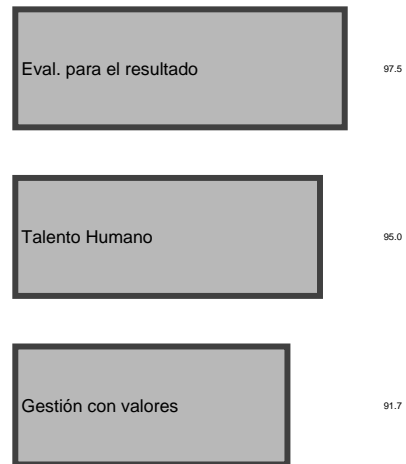 Eval. para el resultado 97.5
Talento Humano 95.0
Gestión con valores 91.7